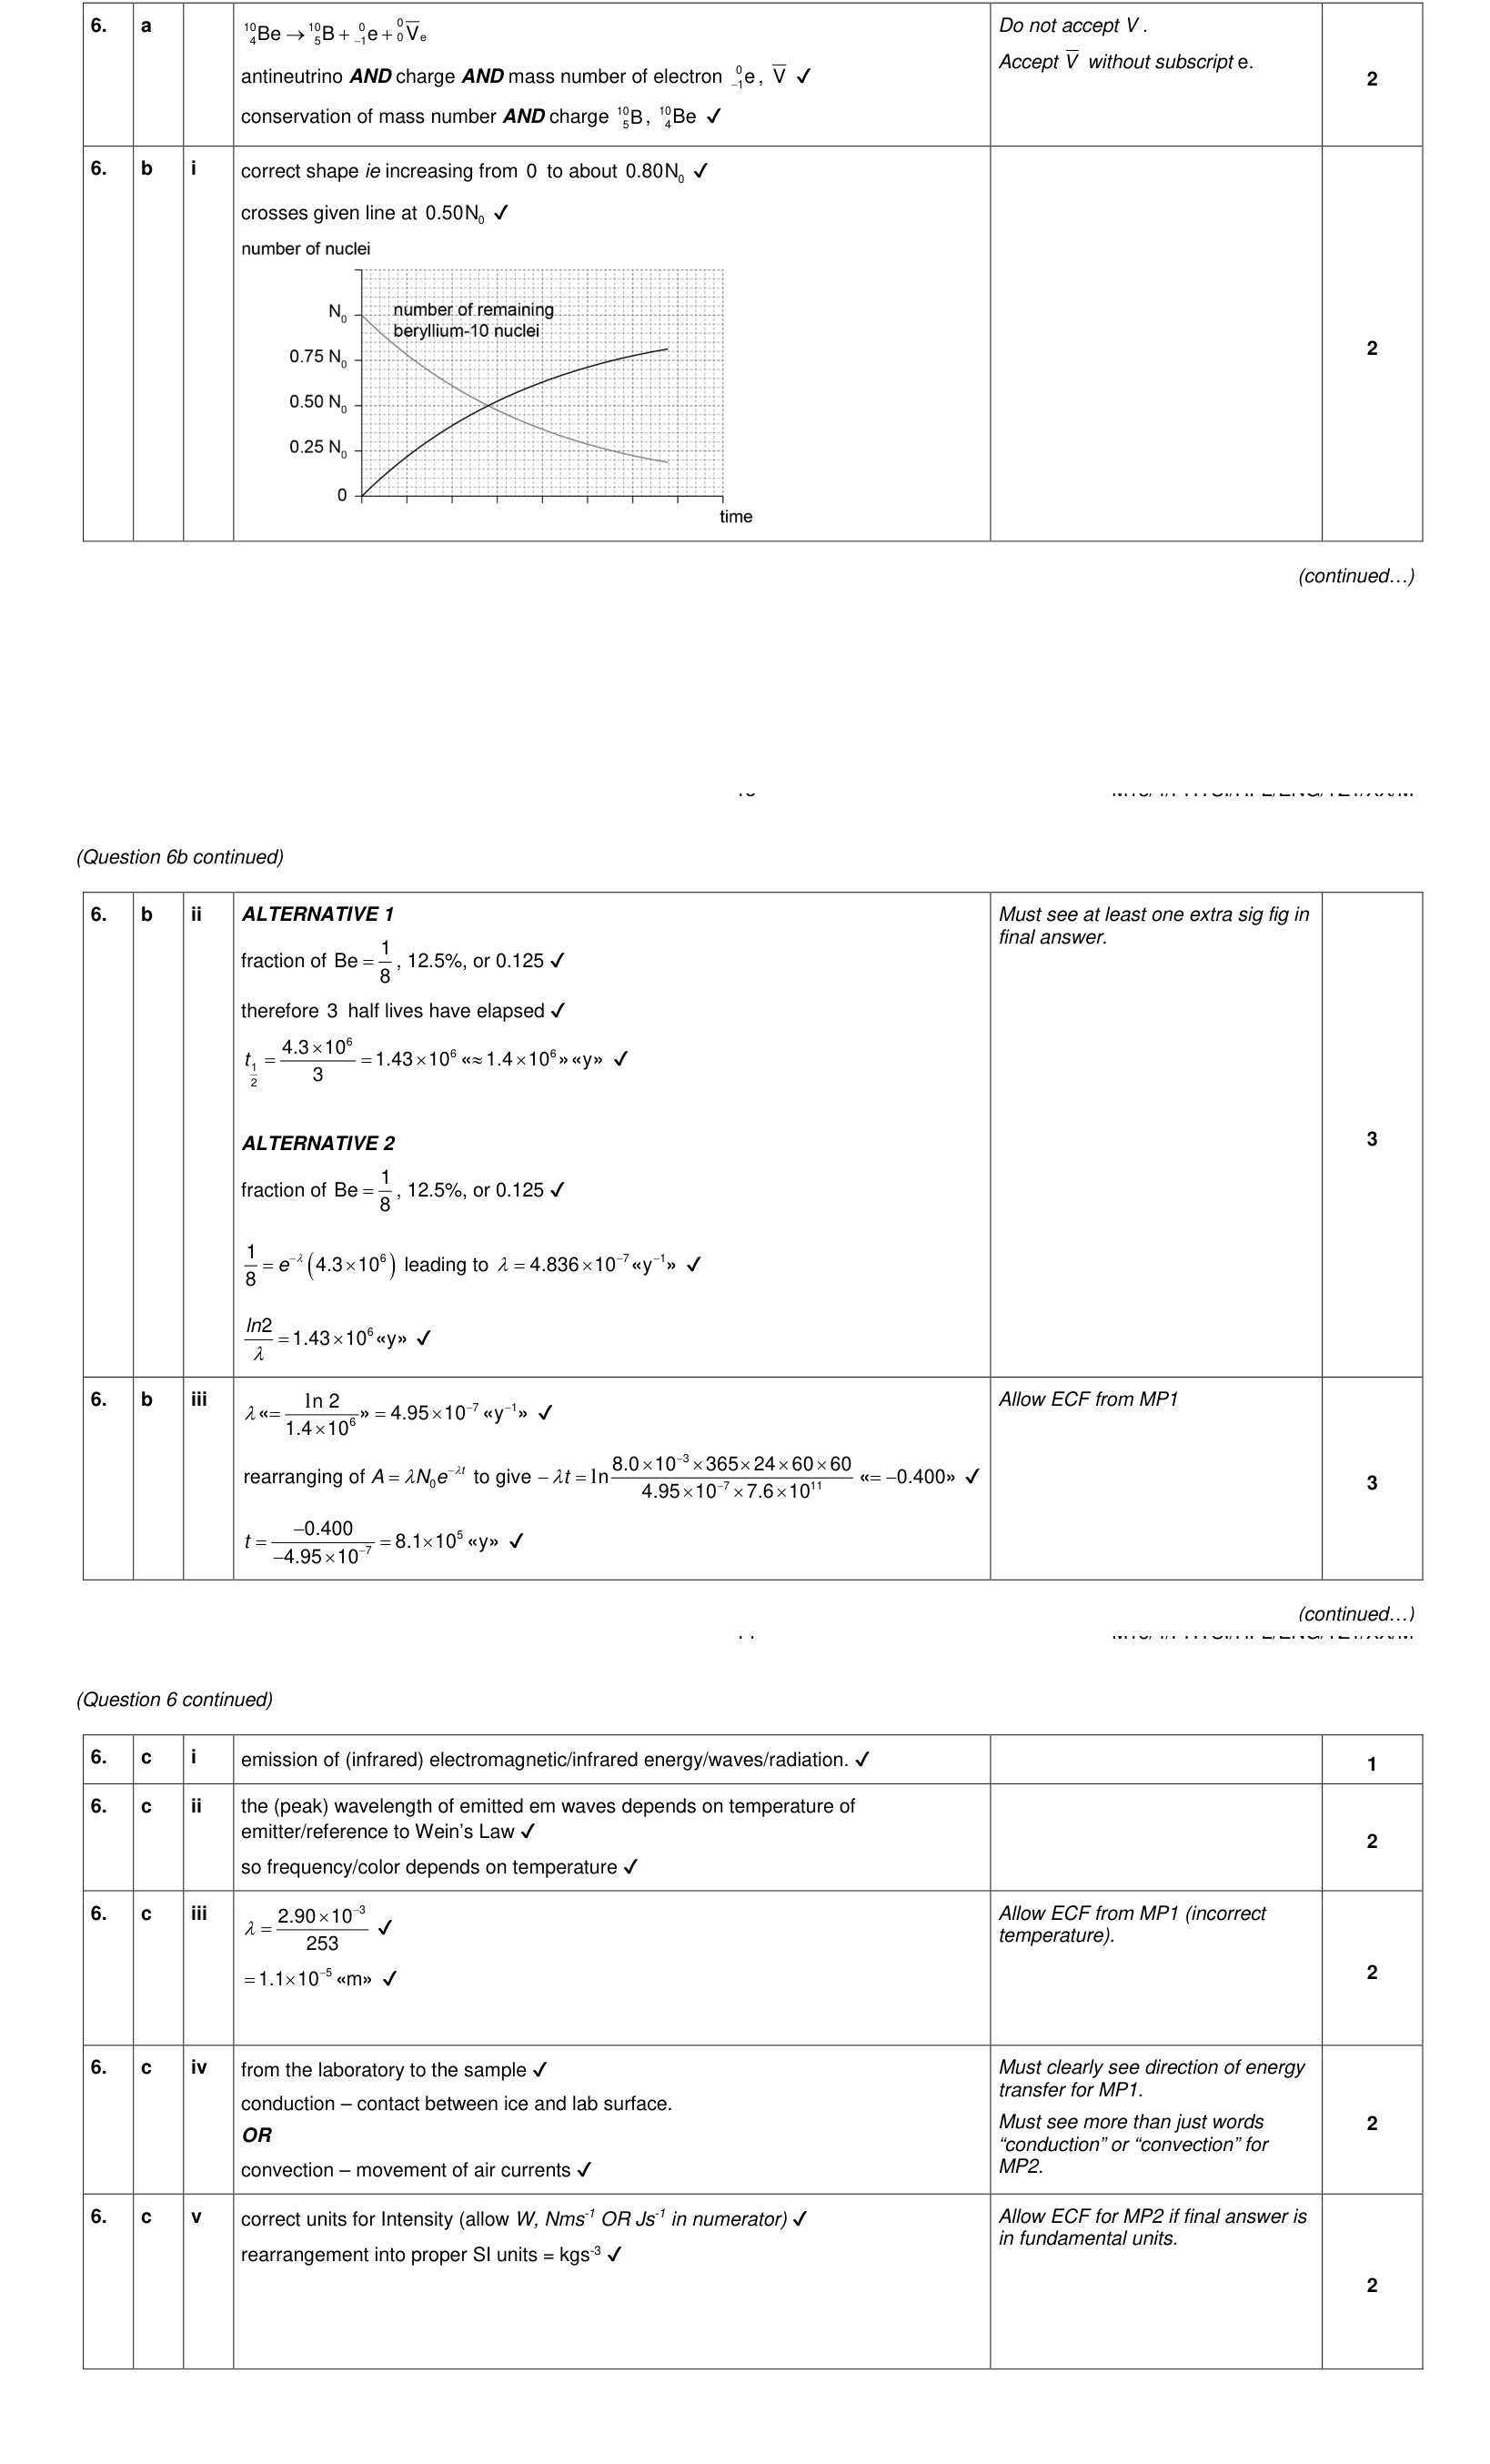 6. a
¹⁰₄Be → ¹⁰₅B + ⁰₋₁e + ⁰₀V̅ₑ
antineutrino AND charge AND mass number of electron ⁰₋₁e, V̅ ✓
conservation of mass number AND charge ¹⁰₅B, ¹⁰₄Be ✓
Do not accept V.
Accept V̅ without subscript e.
2
6. b i
correct shape ie increasing from 0 to about 0.80N₀ ✓
crosses given line at 0.50N₀ ✓
number of nuclei
N₀
number of remaining
beryllium-10 nuclei
0.75 N₀
0.50 N₀
0.25 N₀
0
time
2
(continued…)
(Question 6b continued)
6. b ii
ALTERNATIVE 1
fraction of Be = 1/8, 12.5%, or 0.125 ✓
therefore 3 half lives have elapsed ✓
t_{1/2} = (4.3×10⁶)/3 = 1.43×10⁶ «≈ 1.4×10⁶» «y» ✓
ALTERNATIVE 2
fraction of Be = 1/8, 12.5%, or 0.125 ✓
1/8 = e^{−λ}(4.3×10⁶) leading to λ = 4.836×10⁻⁷ «y⁻¹» ✓
ln2/λ = 1.43×10⁶ «y» ✓
Must see at least one extra sig fig in
final answer.
3
6. b iii
λ «= ln 2/(1.4×10⁶)» = 4.95×10⁻⁷ «y⁻¹» ✓
rearranging of A = λN₀e^{−λt} to give −λt = ln (8.0×10⁻³×365×24×60×60)/(4.95×10⁻⁷×7.6×10¹¹) «= −0.400» ✓
t = −0.400/(−4.95×10⁻⁷) = 8.1×10⁵ «y» ✓
Allow ECF from MP1
3
(continued…)
(Question 6 continued)
6. c i
emission of (infrared) electromagnetic/infrared energy/waves/radiation. ✓
1
6. c ii
the (peak) wavelength of emitted em waves depends on temperature of
emitter/reference to Wein’s Law ✓
so frequency/color depends on temperature ✓
2
6. c iii
λ = (2.90×10⁻³)/253 ✓
= 1.1×10⁻⁵ «m» ✓
Allow ECF from MP1 (incorrect
temperature).
2
6. c iv
from the laboratory to the sample ✓
conduction – contact between ice and lab surface.
OR
convection – movement of air currents ✓
Must clearly see direction of energy
transfer for MP1.
Must see more than just words
“conduction” or “convection” for
MP2.
2
6. c v
correct units for Intensity (allow W, Nms⁻¹ OR Js⁻¹ in numerator) ✓
rearrangement into proper SI units = kgs⁻³ ✓
Allow ECF for MP2 if final answer is
in fundamental units.
2